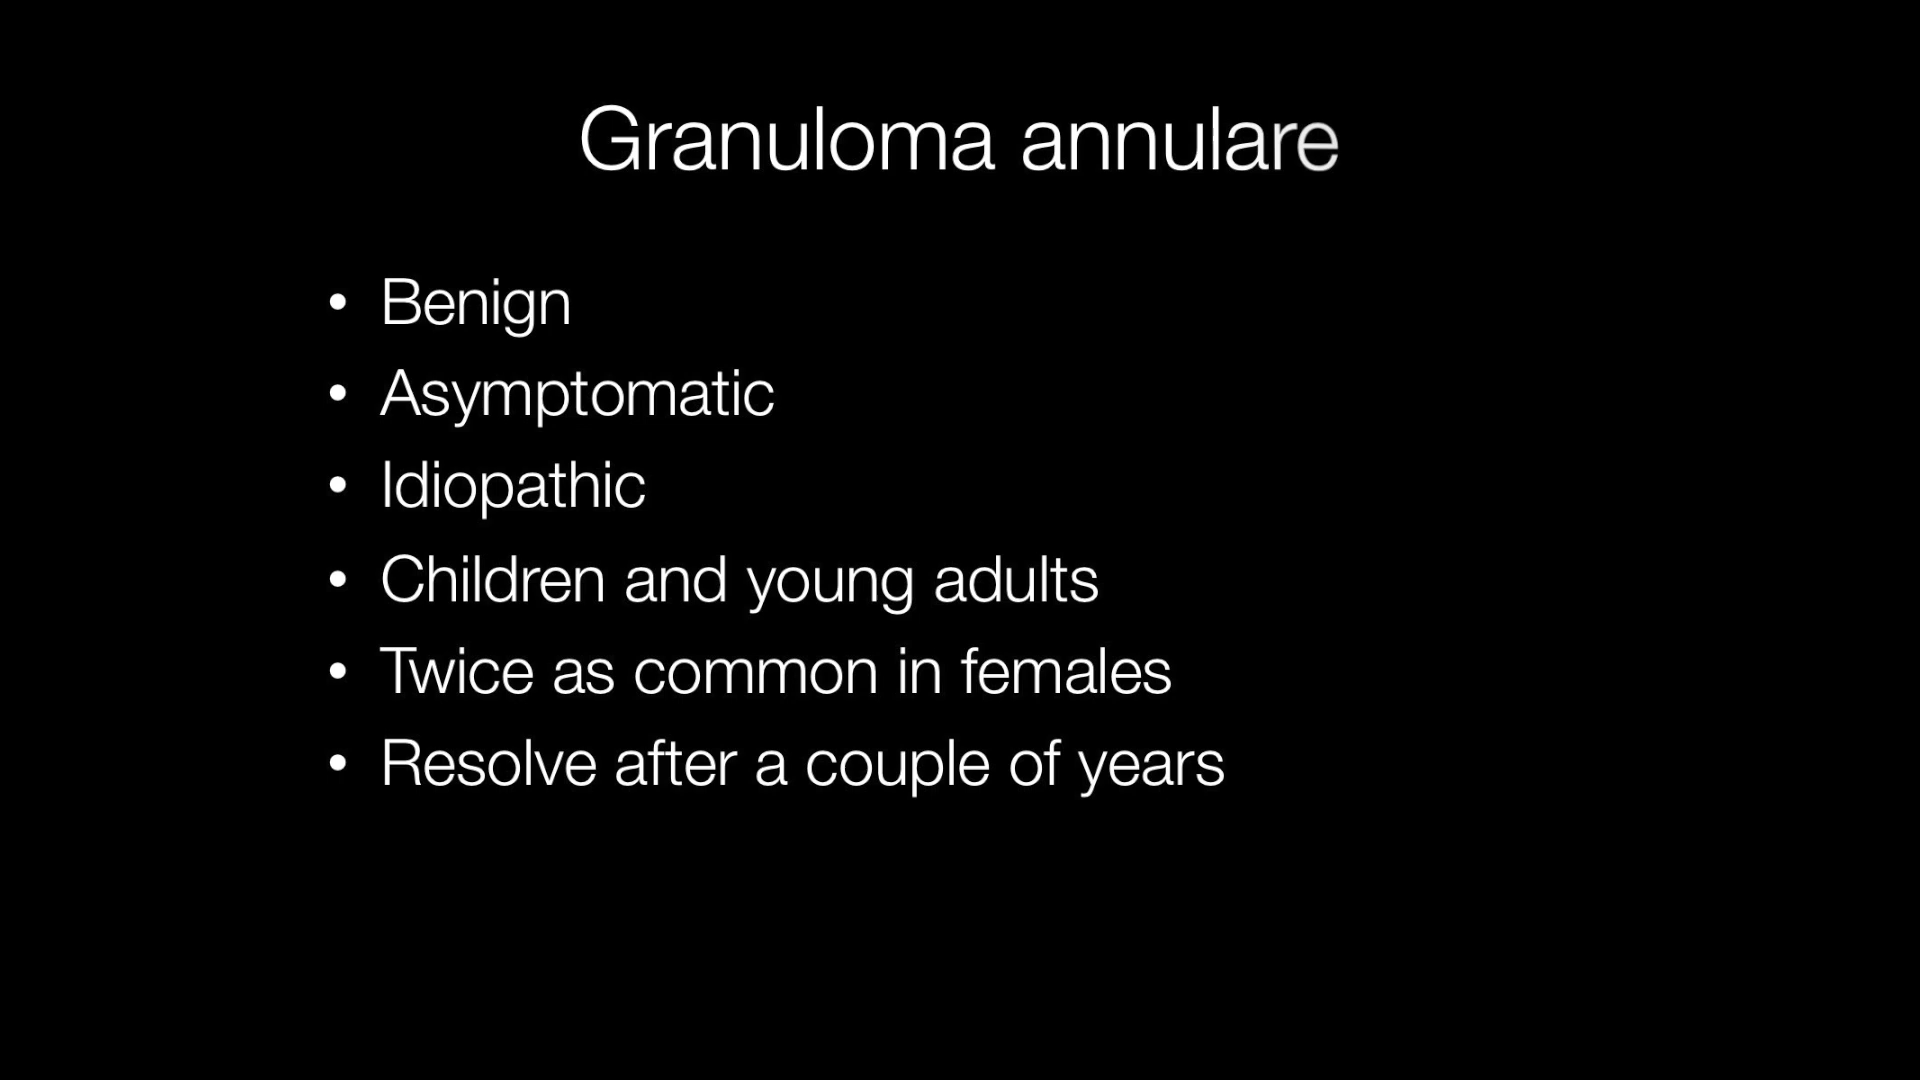 Granuloma annulare
• Benign
• Asymptomatic
• Idiopathic
• Children and young adults
• Twice as common in females
• Resolve after a couple of years